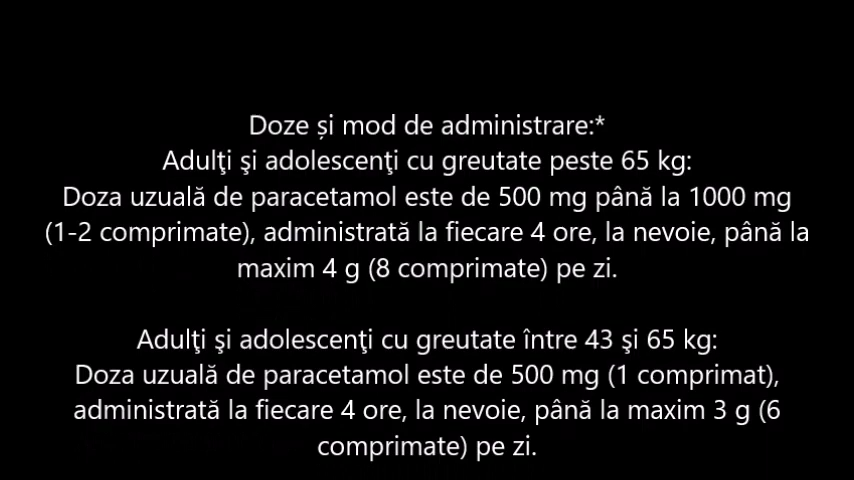 Doze și mod de administrare:*
Adulţi şi adolescenţi cu greutate peste 65 kg:
Doza uzuală de paracetamol este de 500 mg până la 1000 mg
(1-2 comprimate), administrată la fiecare 4 ore, la nevoie, până la
maxim 4 g (8 comprimate) pe zi.
Adulţi şi adolescenţi cu greutate între 43 şi 65 kg:
Doza uzuală de paracetamol este de 500 mg (1 comprimat),
administrată la fiecare 4 ore, la nevoie, până la maxim 3 g (6
comprimate) pe zi.